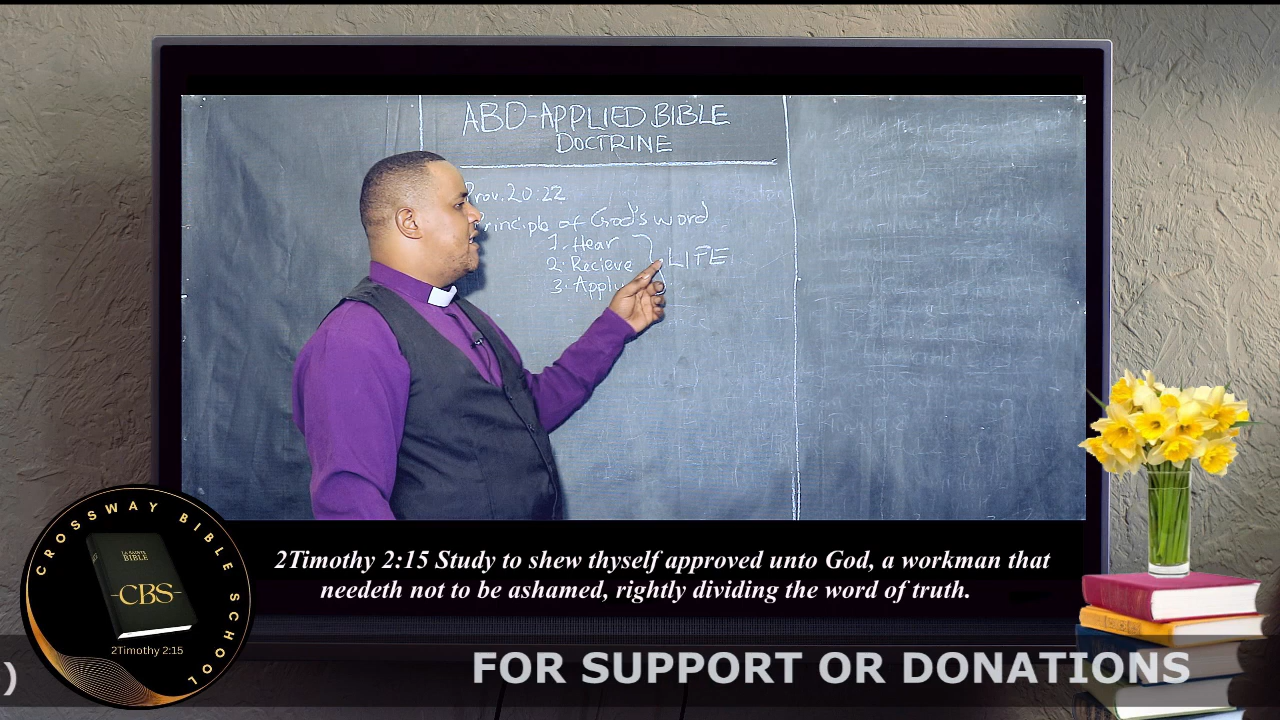 ABD-APPLIED BIBLE
DOCTRINE
Prov. 20:22
Principle of God's word
1. Hear
2. Recieve
3. Apply
LIFE
CROSSWAY BIBLE SCHOOL
LA SAINTE
BIBLE
CBS
2Timothy 2:15
2Timothy 2:15 Study to shew thyself approved unto God, a workman that
needeth not to be ashamed, rightly dividing the word of truth.
) FOR SUPPORT OR DONATIONS